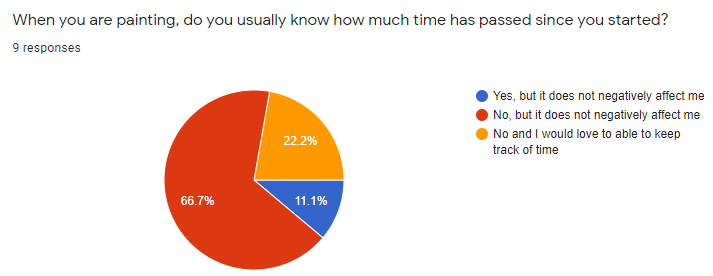 When you are painting, do you usually know how much time has passed since you started?
9 responses
Yes, but it does not negatively affect me
No, but it does not negatively affect me
No and I would love to able to keep
track of time
22.2%
66.7%
11.1%